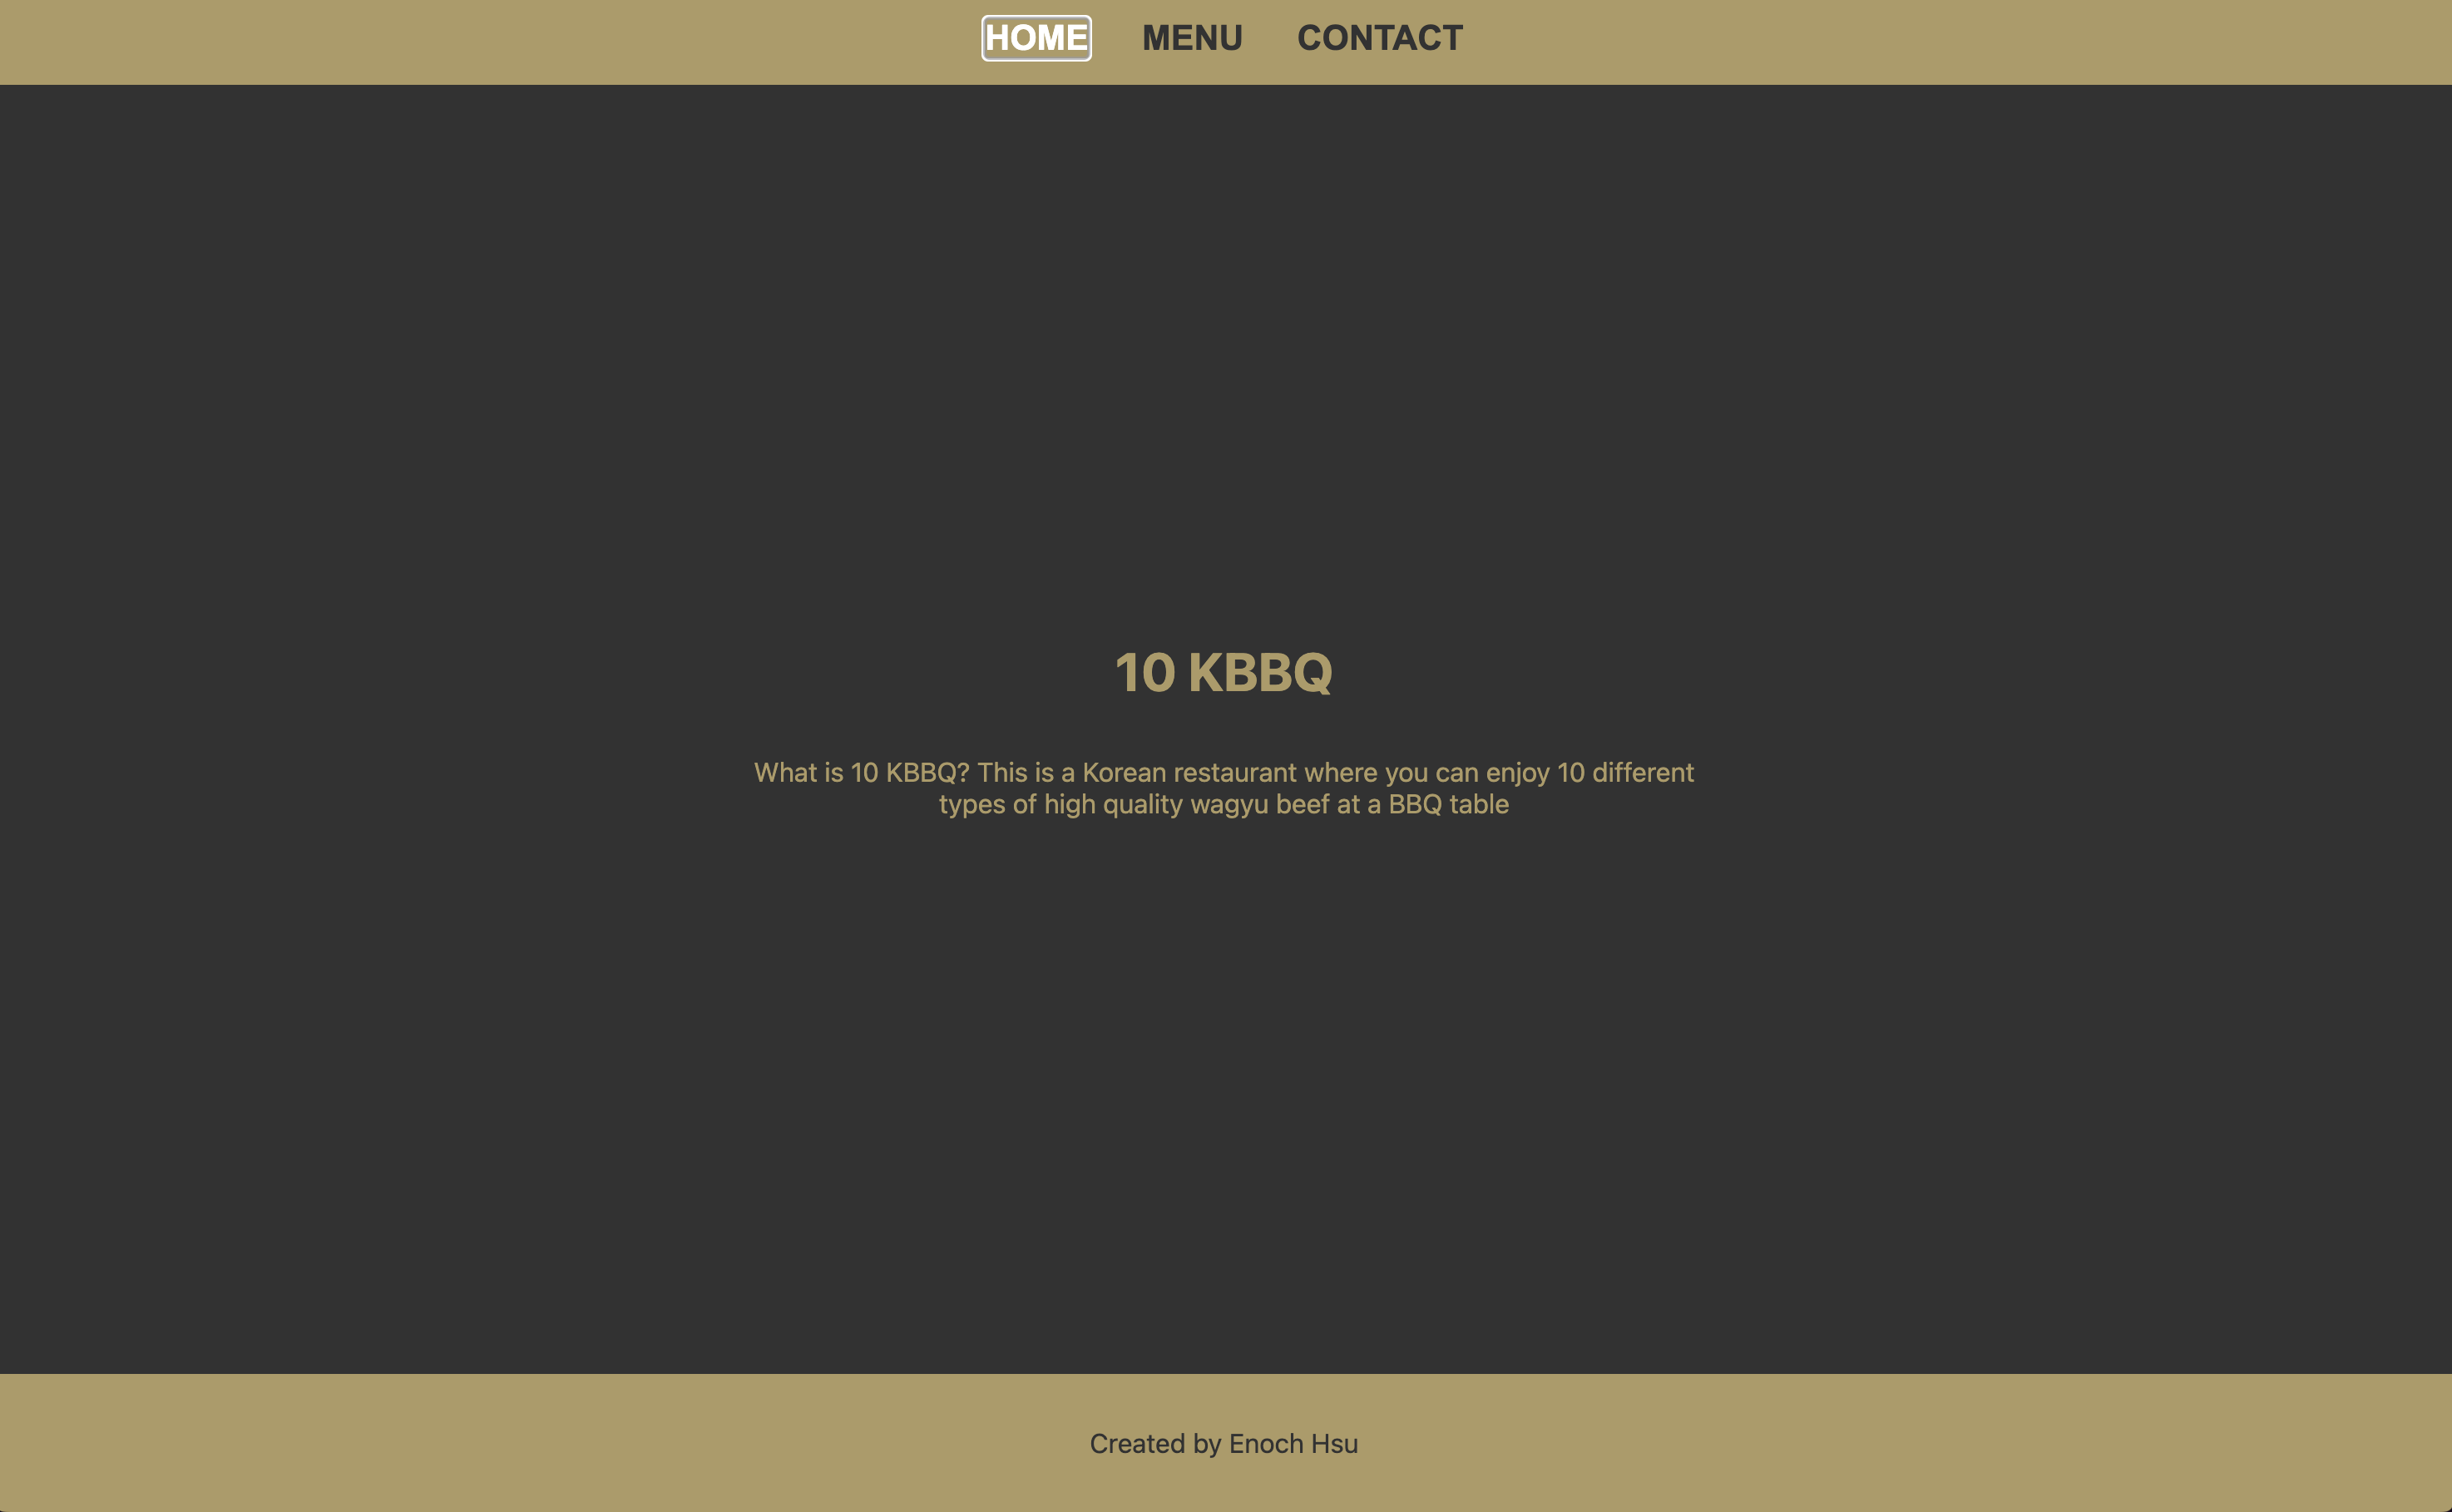 HOME MENU CONTACT
10 KBBQ
What is 10 KBBQ? This is a Korean restaurant where you can enjoy 10 different
types of high quality wagyu beef at a BBQ table
Created by Enoch Hsu